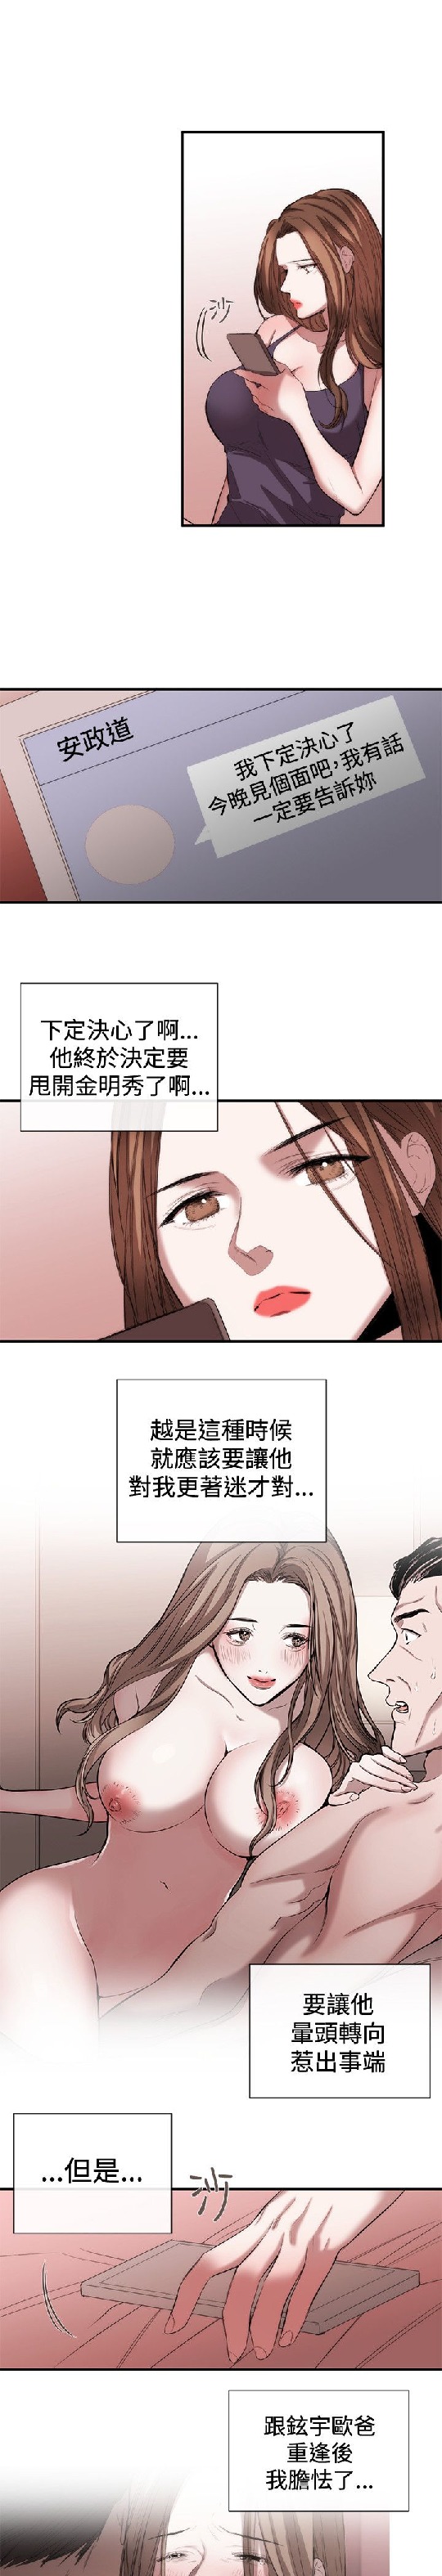 沙
安政道
我下定決心了
今晚見個面吧，我有話
一定要告訴妳
下定決心了啊...
他終於決定要
甩開金明秀了啊...
越是這種時候
就應該要讓他
對我更著迷才對...
要讓他
暈頭轉向
惹出事端
...但是...
沙
跟鉉宇歐爸
重逢後
我膽怯了...